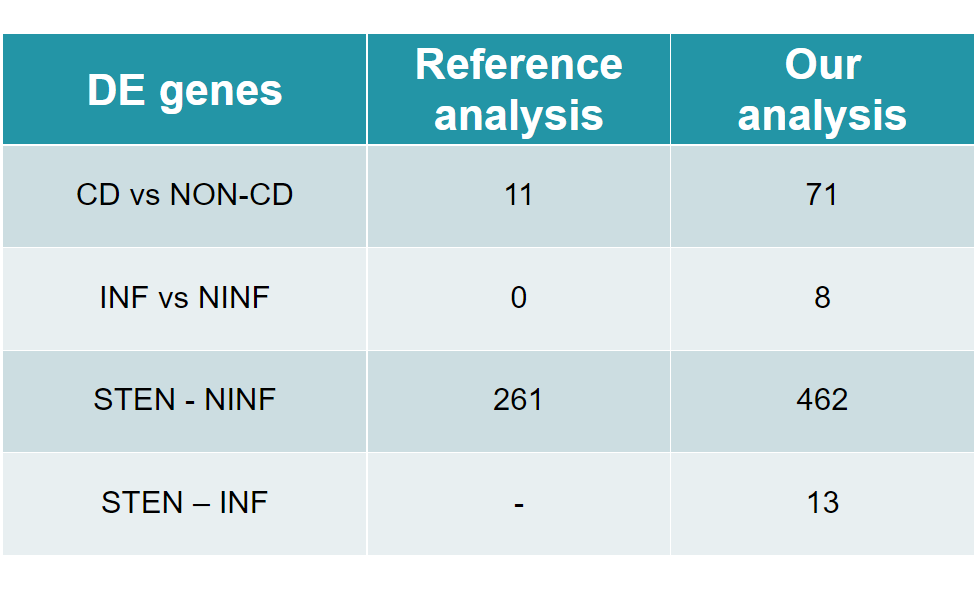 DE genes
Reference
analysis
Our
analysis
CD vs NON-CD
11
71
INF vs NINF
0
8
STEN - NINF
261
462
STEN – INF
-
13